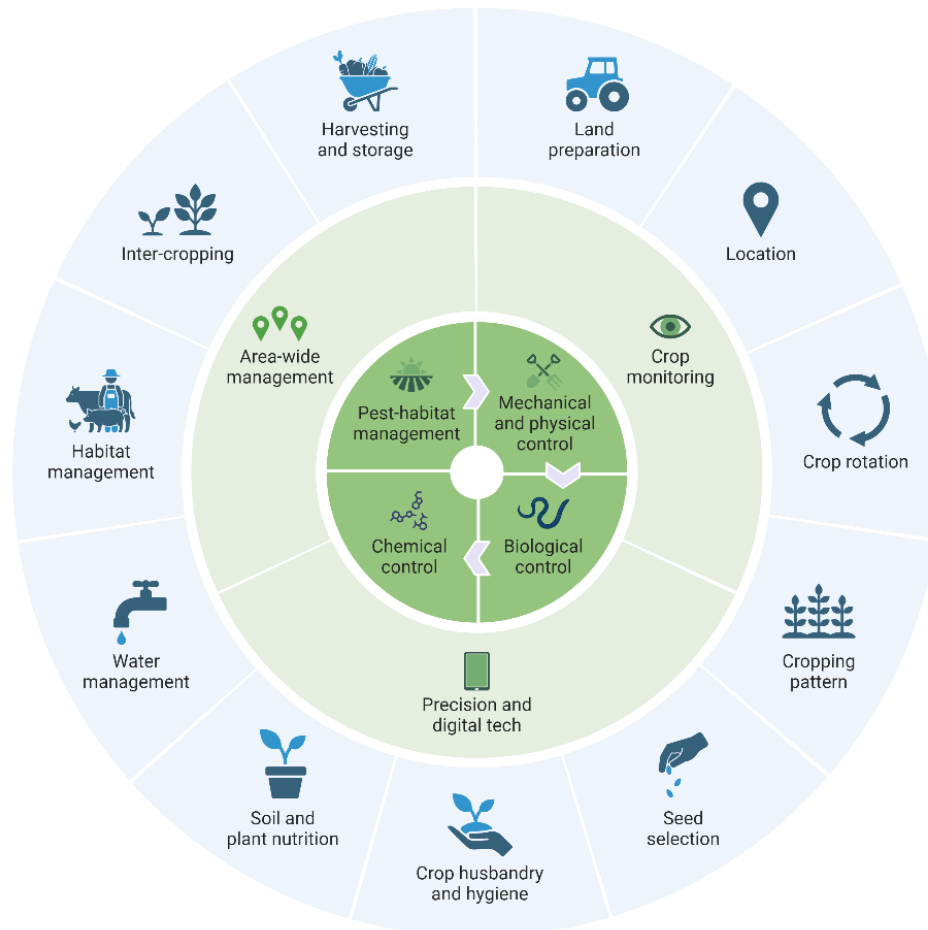 Harvesting
and storage
Land
preparation
Location
Crop rotation
Cropping
pattern
Seed
selection
Crop husbandry
and hygiene
Soil and
plant nutrition
Water
management
Habitat
management
Inter-cropping
Area-wide
management
Crop
monitoring
Precision and
digital tech
Pest-habitat
management
Mechanical
and physical
control
Biological
control
Chemical
control